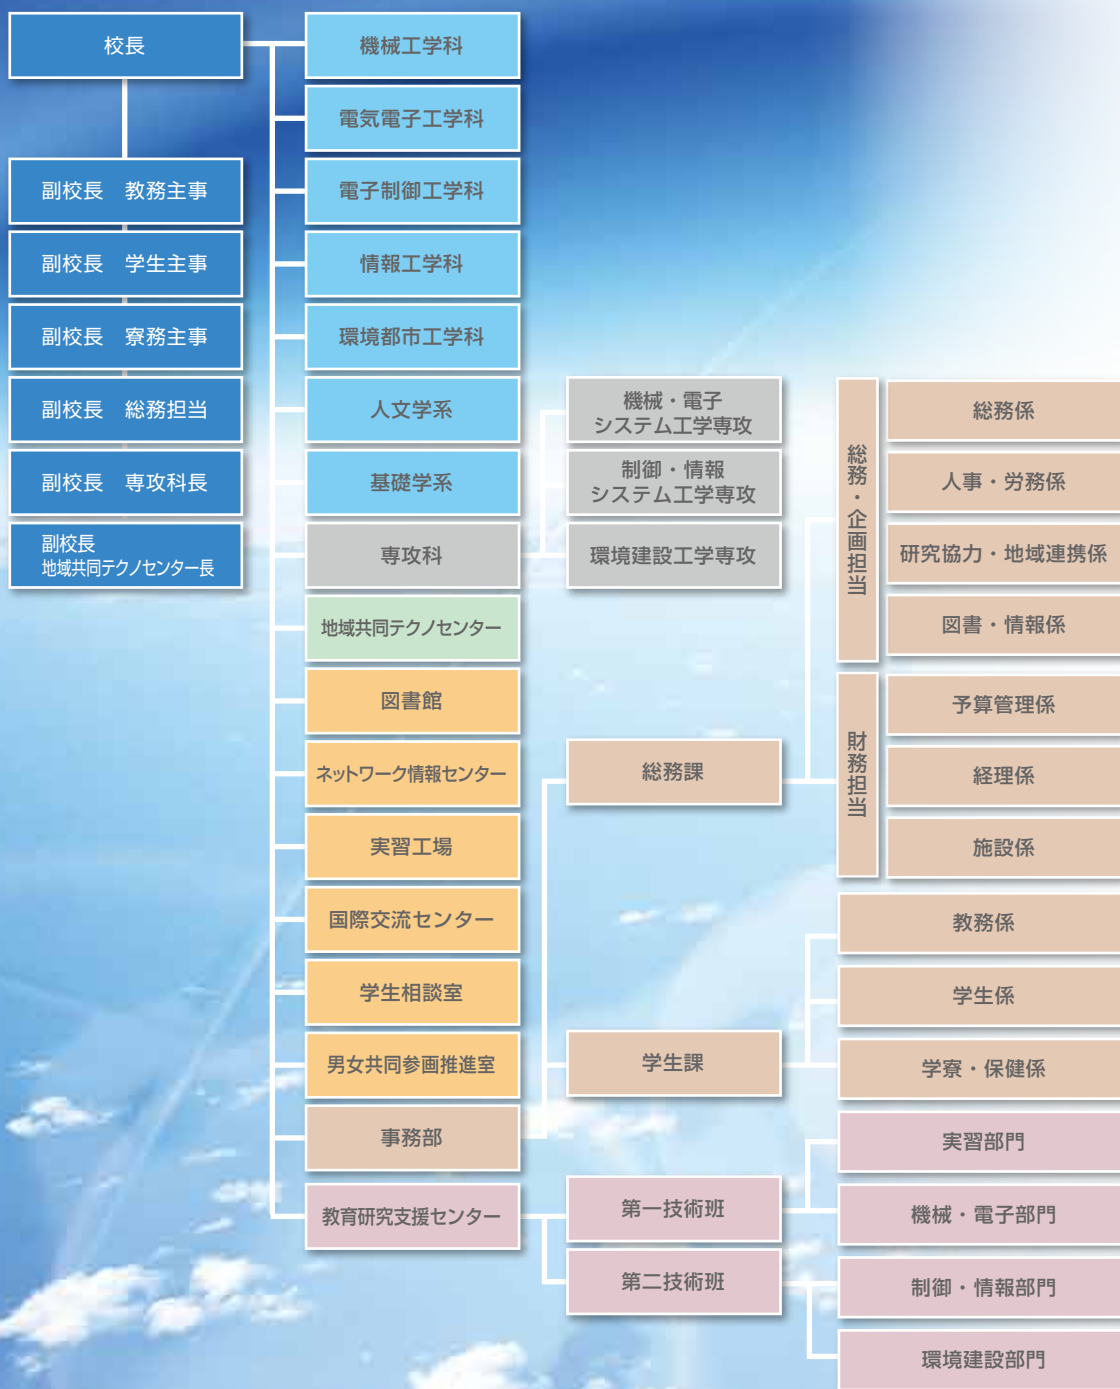 校長
副校長　教務主事
副校長　学生主事
副校長　寮務主事
副校長　総務担当
副校長　専攻科長
副校長
地域共同テクノセンター長
機械工学科
電気電子工学科
電子制御工学科
情報工学科
環境都市工学科
人文学系
基礎学系
専攻科
地域共同テクノセンター
図書館
ネットワーク情報センター
実習工場
国際交流センター
学生相談室
男女共同参画推進室
事務部
教育研究支援センター
機械・電子
システム工学専攻
制御・情報
システム工学専攻
環境建設工学専攻
総務課
学生課
第一技術班
第二技術班
総務・企画担当
総務係
人事・労務係
研究協力・地域連携係
図書・情報係
財務担当
予算管理係
経理係
施設係
教務係
学生係
学寮・保健係
実習部門
機械・電子部門
制御・情報部門
環境建設部門